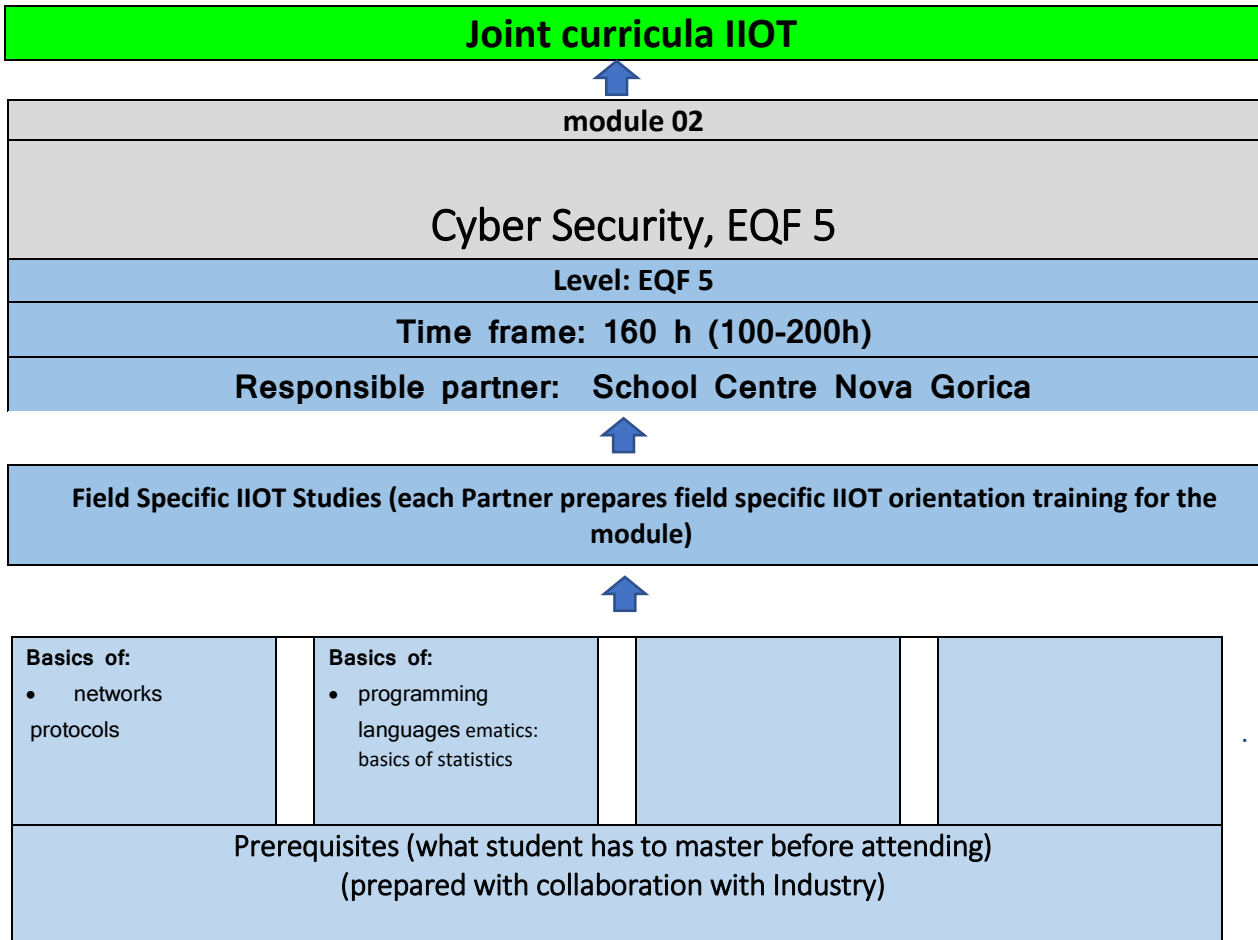 Joint curricula IIOT
module 02
Cyber Security, EQF 5
Level: EQF 5
Time frame: 160 h (100-200h)
Responsible partner: School Centre Nova Gorica
Field Specific IIOT Studies (each Partner prepares field specific IIOT orientation training for the
module)
Basics of:
• networks
protocols
Basics of:
• programming
languages ematics:
basics of statistics
.
Prerequisites (what student has to master before attending)
(prepared with collaboration with Industry)